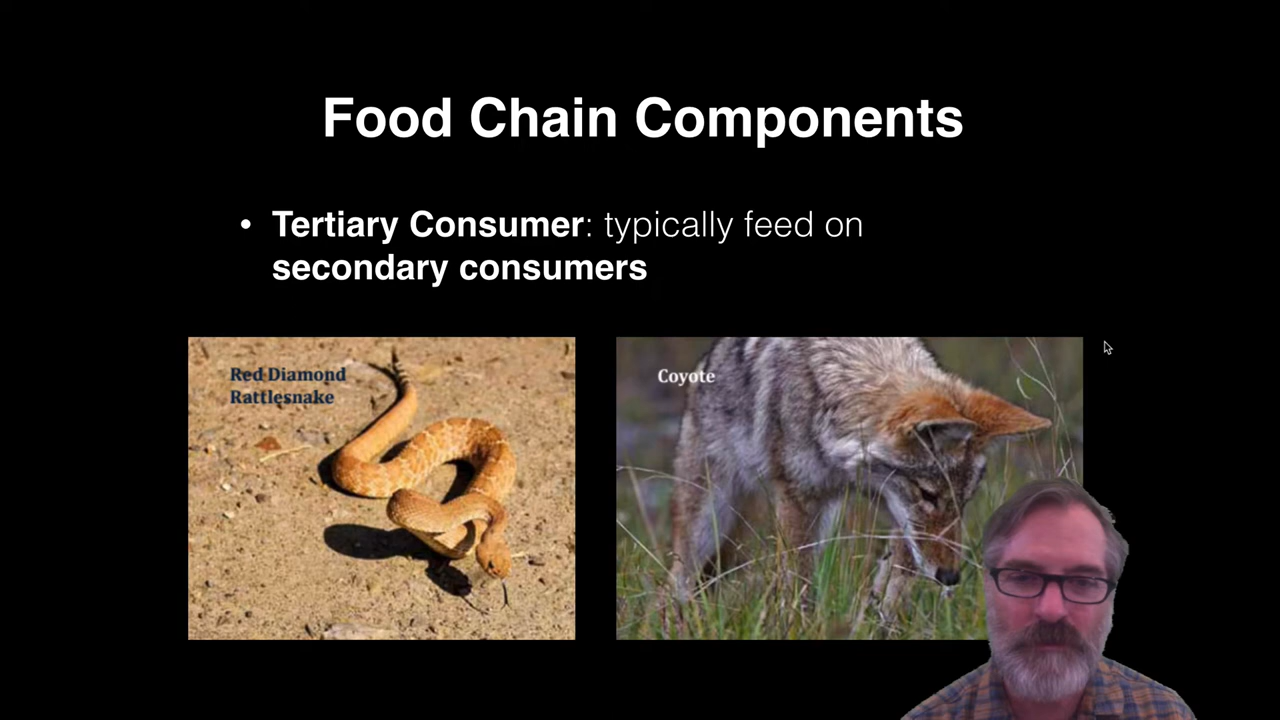 Food Chain Components
• Tertiary Consumer: typically feed on
secondary consumers
Red Diamond
Rattlesnake
Coyote